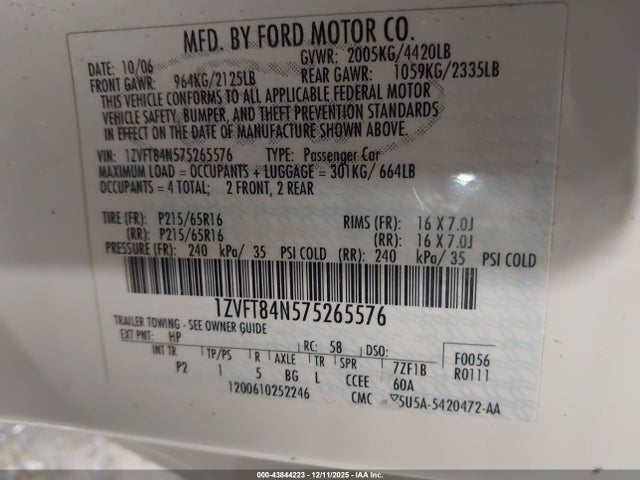 MFD. BY FORD MOTOR CO.
DATE: 10/06 GVWR: 2005KG/4420LB
FRONT GAWR: 964KG/2125LB REAR GAWR: 1059KG/2335LB
THIS VEHICLE CONFORMS TO ALL APPLICABLE FEDERAL MOTOR
VEHICLE SAFETY, BUMPER, AND THEFT PREVENTION STANDARDS
IN EFFECT ON THE DATE OF MANUFACTURE SHOWN ABOVE.
VIN: 1ZVFT84N575265576 TYPE: Passenger Car
MAXIMUM LOAD = OCCUPANTS + LUGGAGE = 301KG/ 664LB
OCCUPANTS = 4 TOTAL; 2 FRONT, 2 REAR
TIRE (FR): P215/65R16 RIMS (FR): 16 X 7.0J
(RR): P215/65R16 (RR): 16 X 7.0J
PRESSURE (FR): 240 kPa/ 35 PSI COLD (RR): 240 kPa/ 35 PSI COLD
1ZVFT84N575265576
TRAILER TOWING - SEE OWNER GUIDE
EXT PNT: HP RC: 58 DSO: F0056
INT TR TP/PS R AXLE TR SPR 7ZF1B R0111
P2 1 5 BG L CCEE 60A
1200610252246 CMC ▽5U5A-5420472-AA
000-43844223 | 12/11/2025 - IAA Inc.